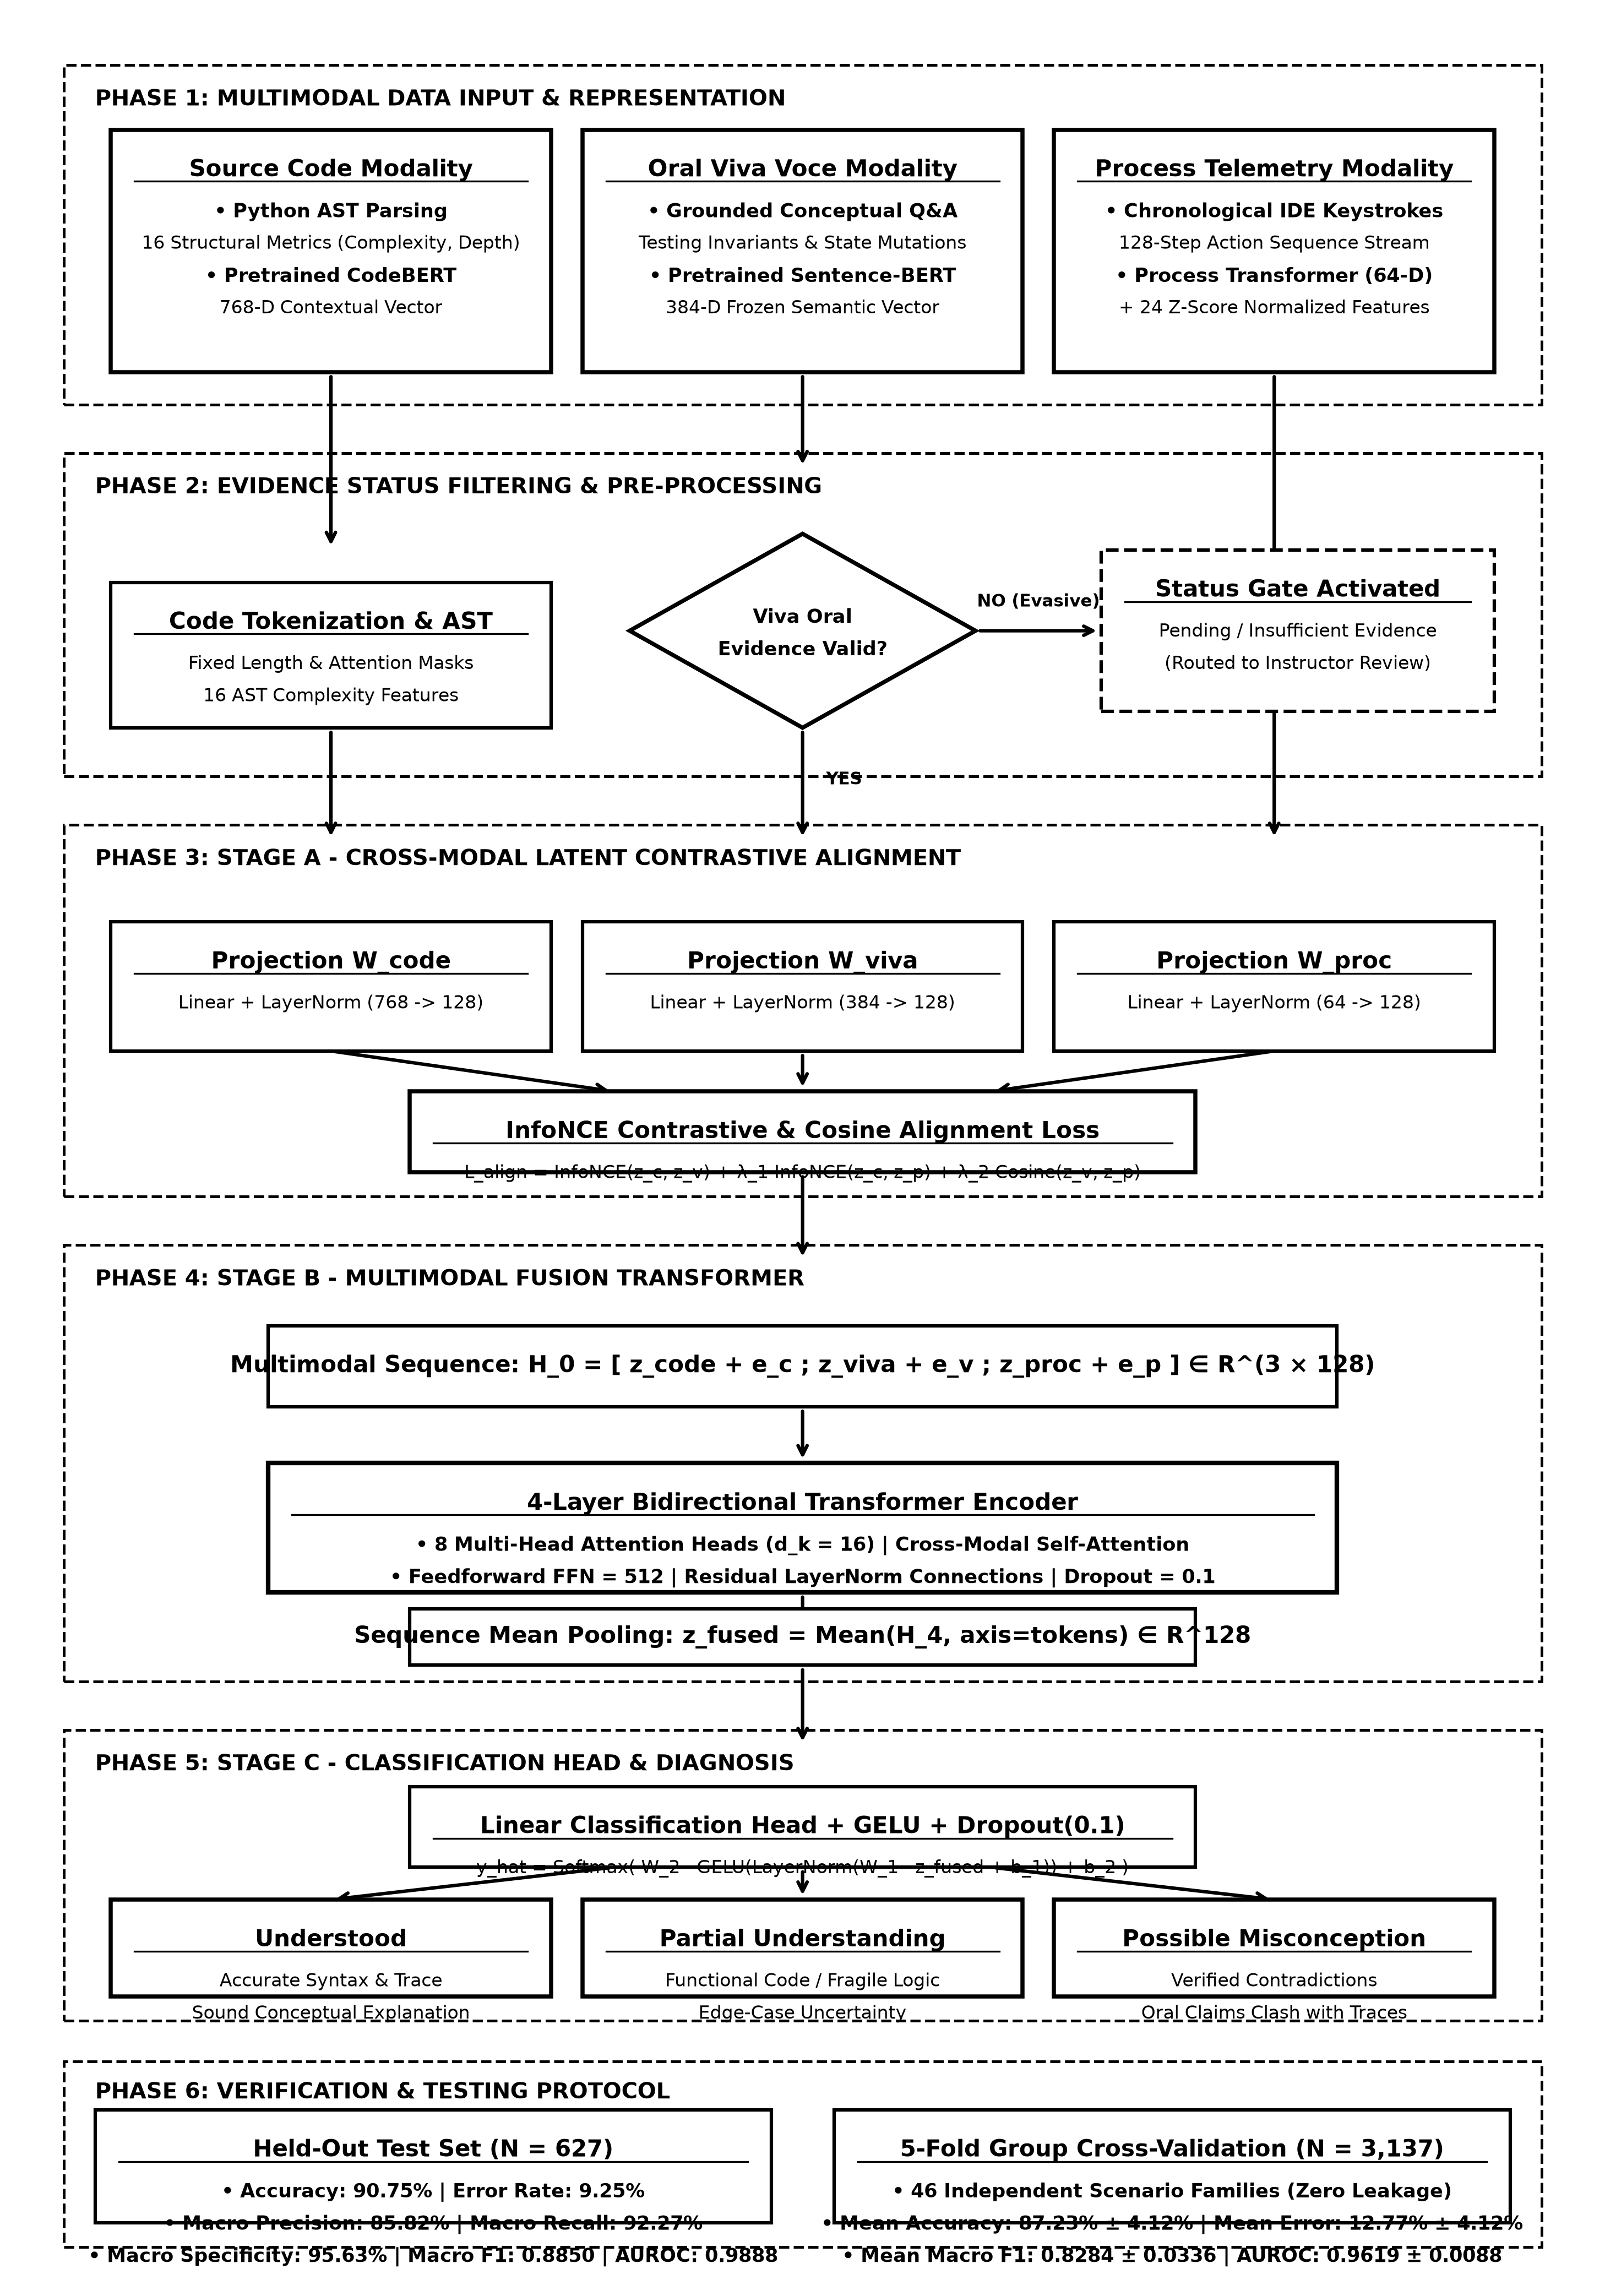 PHASE 1: MULTIMODAL DATA INPUT & REPRESENTATION
Source Code Modality
• Python AST Parsing
16 Structural Metrics (Complexity, Depth)
• Pretrained CodeBERT
768-D Contextual Vector
Oral Viva Voce Modality
• Grounded Conceptual Q&A
Testing Invariants & State Mutations
• Pretrained Sentence-BERT
384-D Frozen Semantic Vector
Process Telemetry Modality
• Chronological IDE Keystrokes
128-Step Action Sequence Stream
• Process Transformer (64-D)
+ 24 Z-Score Normalized Features
PHASE 2: EVIDENCE STATUS FILTERING & PRE-PROCESSING
Code Tokenization & AST
Fixed Length & Attention Masks
16 AST Complexity Features
Viva Oral
Evidence Valid?
NO (Evasive)
Status Gate Activated
Pending / Insufficient Evidence
(Routed to Instructor Review)
YES
PHASE 3: STAGE A - CROSS-MODAL LATENT CONTRASTIVE ALIGNMENT
Projection W_code
Linear + LayerNorm (768 -> 128)
Projection W_viva
Linear + LayerNorm (384 -> 128)
Projection W_proc
Linear + LayerNorm (64 -> 128)
InfoNCE Contrastive & Cosine Alignment Loss
L_align = InfoNCE(z_c, z_v) + λ_1 InfoNCE(z_c, z_p) + λ_2 Cosine(z_v, z_p)
PHASE 4: STAGE B - MULTIMODAL FUSION TRANSFORMER
Multimodal Sequence: H_0 = [ z_code + e_c ; z_viva + e_v ; z_proc + e_p ] ∈ R^(3 × 128)
4-Layer Bidirectional Transformer Encoder
• 8 Multi-Head Attention Heads (d_k = 16) | Cross-Modal Self-Attention
• Feedforward FFN = 512 | Residual LayerNorm Connections | Dropout = 0.1
Sequence Mean Pooling: z_fused = Mean(H_4, axis=tokens) ∈ R^128
PHASE 5: STAGE C - CLASSIFICATION HEAD & DIAGNOSIS
Linear Classification Head + GELU + Dropout(0.1)
y_hat = Softmax( W_2 · GELU(LayerNorm(W_1 · z_fused + b_1)) + b_2 )
Understood
Accurate Syntax & Trace
Sound Conceptual Explanation
Partial Understanding
Functional Code / Fragile Logic
Edge-Case Uncertainty
Possible Misconception
Verified Contradictions
Oral Claims Clash with Traces
PHASE 6: VERIFICATION & TESTING PROTOCOL
Held-Out Test Set (N = 627)
• Accuracy: 90.75% | Error Rate: 9.25%
• Macro Precision: 85.82% | Macro Recall: 92.27%
• Macro Specificity: 95.63% | Macro F1: 0.8850 | AUROC: 0.9888
5-Fold Group Cross-Validation (N = 3,137)
• 46 Independent Scenario Families (Zero Leakage)
• Mean Accuracy: 87.23% ± 4.12% | Mean Error: 12.77% ± 4.12%
• Mean Macro F1: 0.8284 ± 0.0336 | AUROC: 0.9619 ± 0.0088